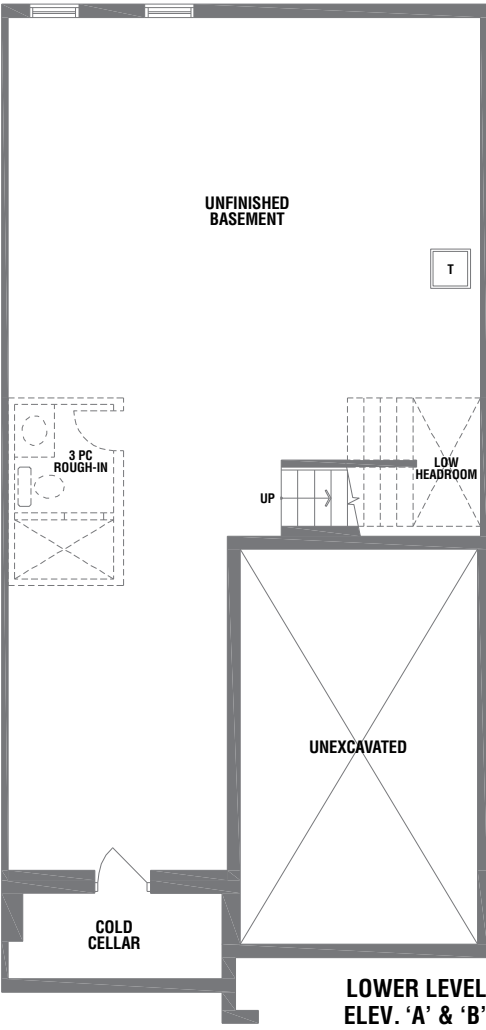 UNFINISHED
BASEMENT
T
3 PC
ROUGH-IN
LOW
HEADROOM
UP
UNEXCAVATED
COLD
CELLAR
LOWER LEVEL
ELEV. ‘A’ & ‘B’